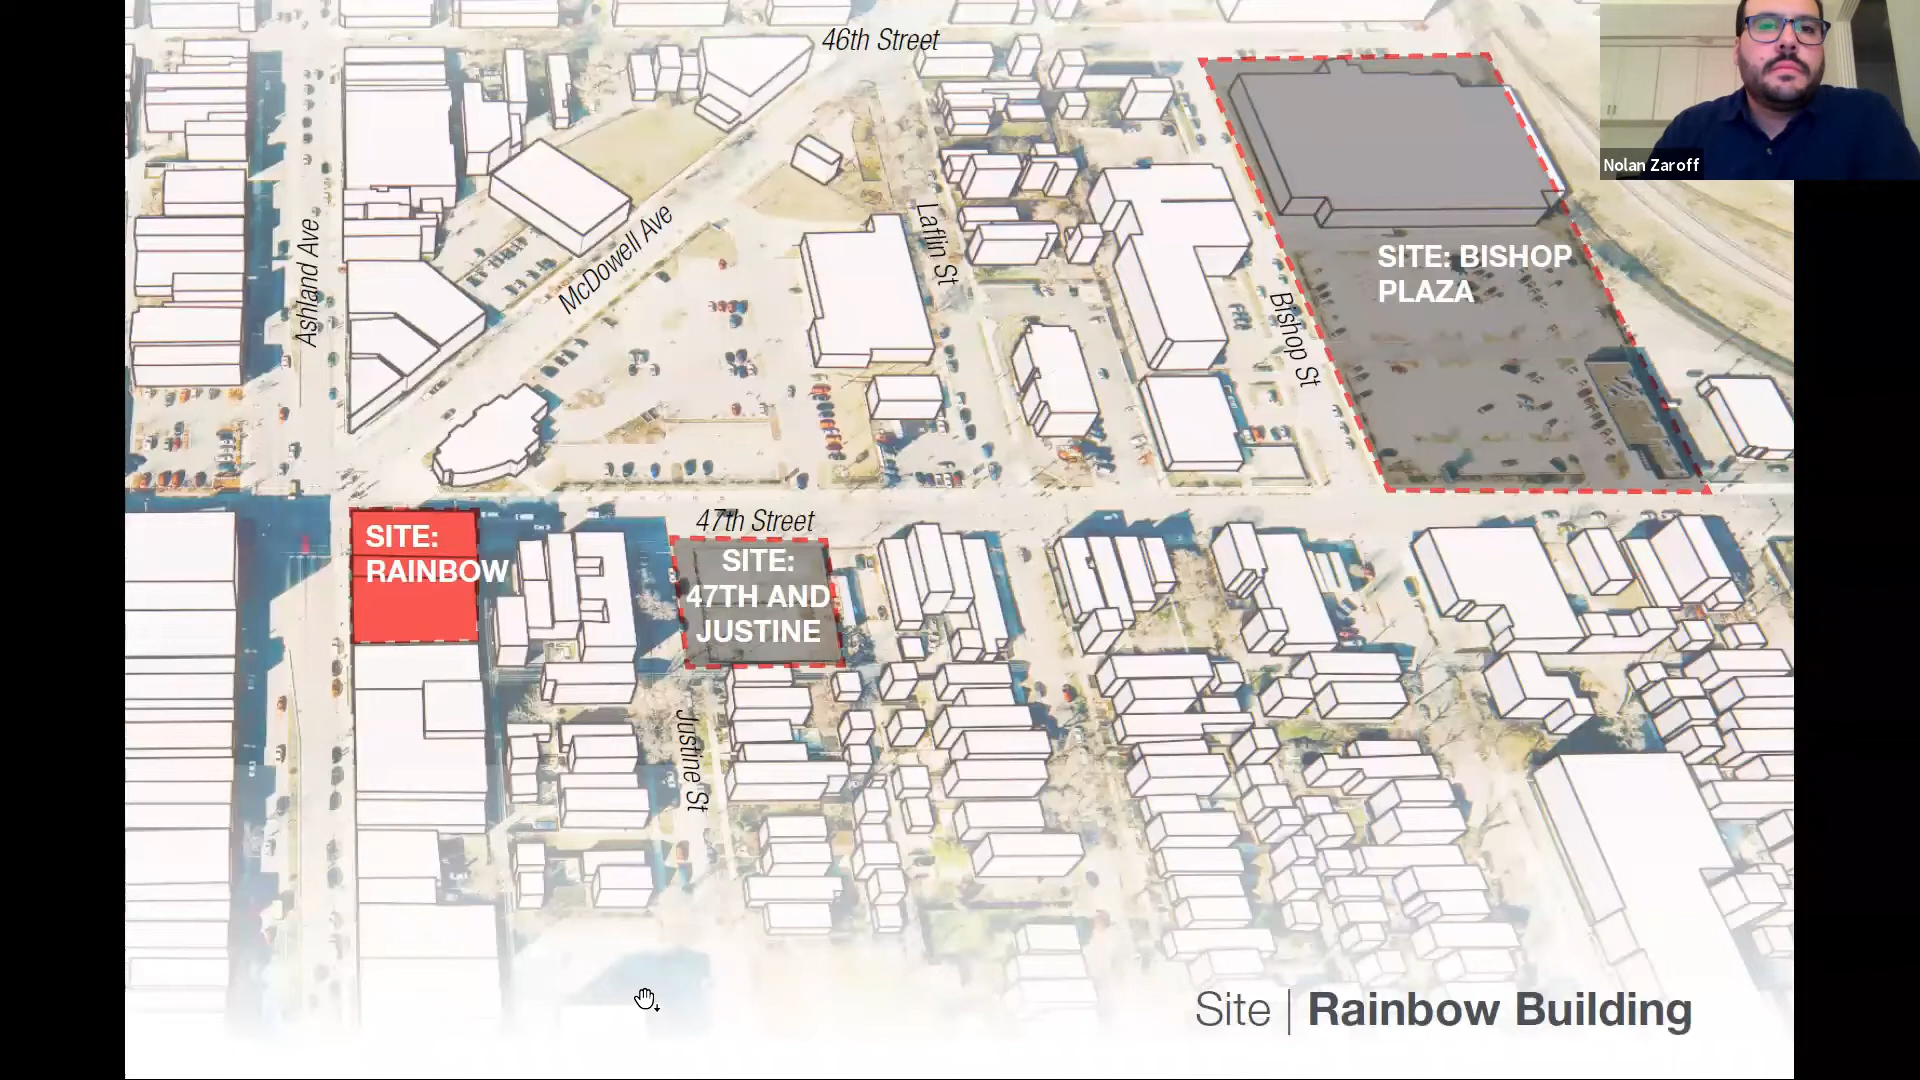 46th Street
Nolan Zaroff
Ashland Ave
McDowell Ave
Laflin St
Bishop St
SITE: BISHOP
PLAZA
47th Street
SITE:
RAINBOW
SITE:
47TH AND
JUSTINE
Justine St
Site | Rainbow Building